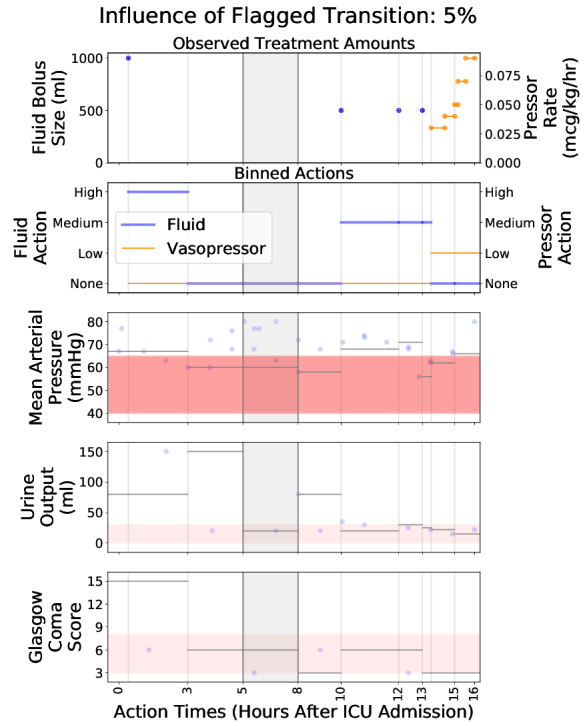 Influence of Flagged Transition: 5%
Observed Treatment Amounts
Fluid Bolus
Size (ml)
1000
500
0
0.075
0.050
0.025
0.000
Pressor
Rate
(mcg/kg/hr)
Binned Actions
Fluid
Action
High
Medium
Low
None
Fluid
Vasopressor
High
Medium
Low
None
Pressor
Action
Mean Arterial
Pressure
(mmHg)
80
70
60
50
40
Urine
Output
(ml)
150
100
50
0
Glasgow
Coma
Score
15
12
9
6
3
0
3
5
8
10
12
13
15
16
Action Times (Hours After ICU Admission)